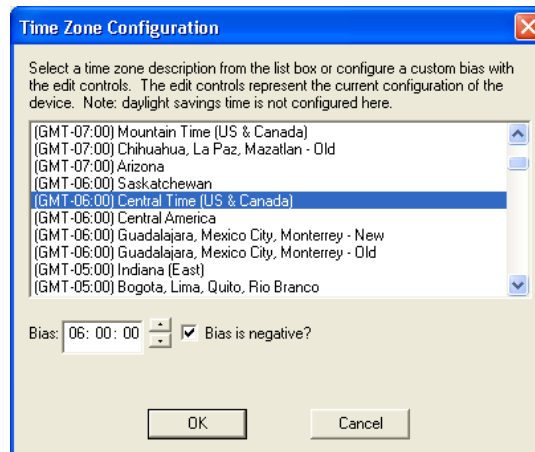 Time Zone Configuration
Select a time zone description from the list box or configure a custom bias with
the edit controls.  The edit controls represent the current configuration of the
device.  Note: daylight savings time is not configured here.
(GMT-07:00) Mountain Time (US & Canada)
(GMT-07:00) Chihuahua, La Paz, Mazatlan - Old
(GMT-07:00) Arizona
(GMT-06:00) Saskatchewan
(GMT-06:00) Central Time (US & Canada)
(GMT-06:00) Central America
(GMT-06:00) Guadalajara, Mexico City, Monterrey - New
(GMT-06:00) Guadalajara, Mexico City, Monterrey - Old
(GMT-05:00) Indiana (East)
(GMT-05:00) Bogota, Lima, Quito, Rio Branco
Bias: 06: 00: 00 Bias is negative?
OK Cancel